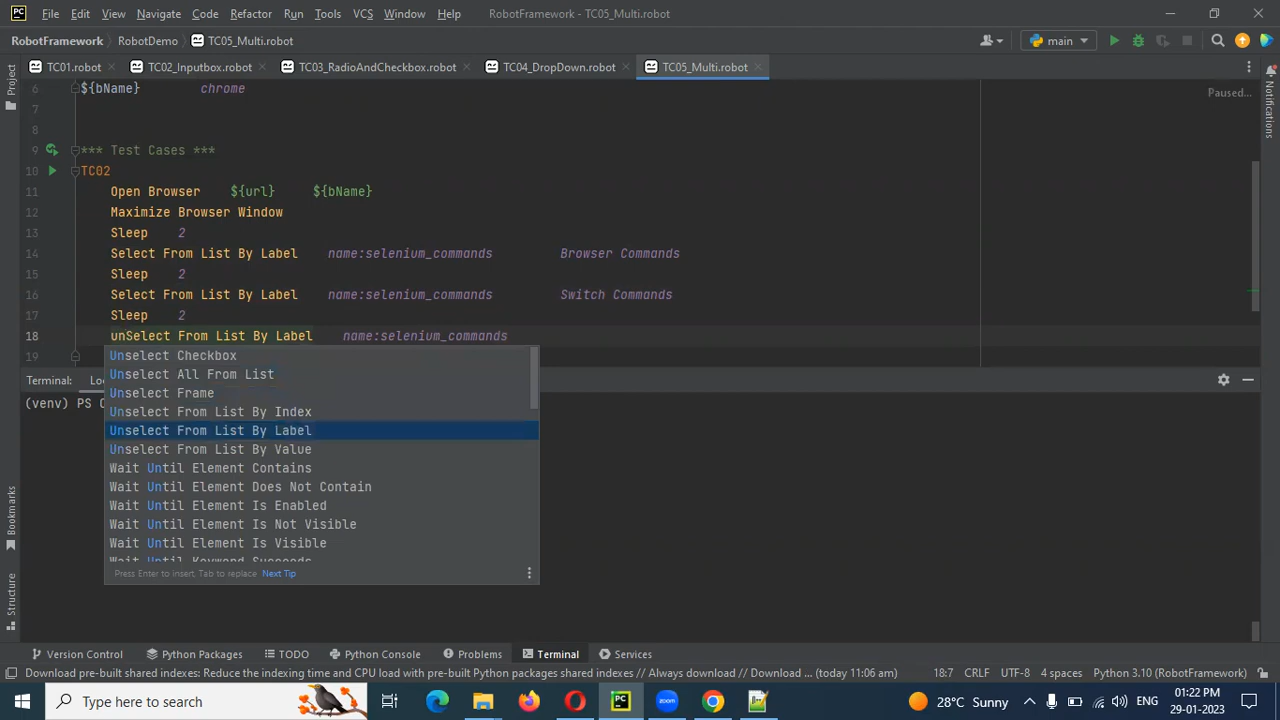 PC File Edit View Navigate Code Refactor Run Tools VCS Window Help RobotFramework - TC05_Multi.robot
RobotFramework RobotDemo TC05_Multi.robot main
Project TC01.robot TC02_Inputbox.robot TC03_RadioAndCheckbox.robot TC04_DropDown.robot TC05_Multi.robot Notifications
6 ${bName} chrome Paused...
7
8
9 *** Test Cases ***
10 TC02
11 Open Browser ${url} ${bName}
12 Maximize Browser Window
13 Sleep 2
14 Select From List By Label name:selenium_commands Browser Commands
15 Sleep 2
16 Select From List By Label name:selenium_commands Switch Commands
17 Sleep 2
18 unSelect From List By Label name:selenium_commands
19
Unselect Checkbox
Terminal: Lo
Unselect All From List
Unselect Frame
(venv) PS C
Unselect From List By Index
Unselect From List By Label
Unselect From List By Value
Wait Until Element Contains
Wait Until Element Does Not Contain
Wait Until Element Is Enabled
Wait Until Element Is Not Visible
Wait Until Element Is Visible
Wait Until Keyword Succeeds
Press Enter to insert, Tab to replace Next Tip
Bookmarks
Structure
Version Control Python Packages TODO Python Console Problems Terminal Services
Download pre-built shared indexes: Reduce the indexing time and CPU load with pre-built Python packages shared indexes // Always download // Download ... (today 11:06 am) 18:7 CRLF UTF-8 4 spaces Python 3.10 (RobotFramework)
Type here to search PC zoom 28°C Sunny ENG 01:22 PM
29-01-2023